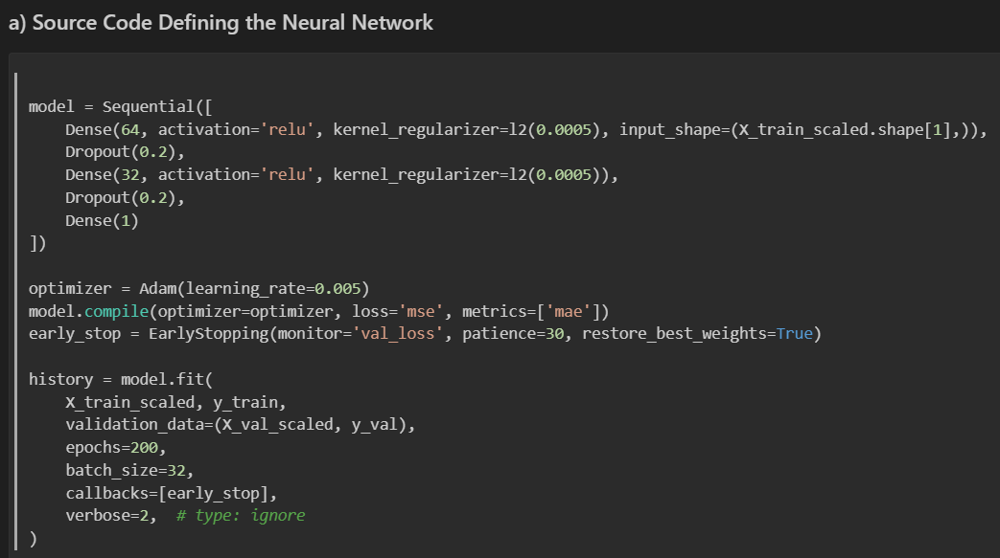 a) Source Code Defining the Neural Network
model = Sequential([
    Dense(64, activation='relu', kernel_regularizer=l2(0.0005), input_shape=(X_train_scaled.shape[1],)),
    Dropout(0.2),
    Dense(32, activation='relu', kernel_regularizer=l2(0.0005)),
    Dropout(0.2),
    Dense(1)
])
optimizer = Adam(learning_rate=0.005)
model.compile(optimizer=optimizer, loss='mse', metrics=['mae'])
early_stop = EarlyStopping(monitor='val_loss', patience=30, restore_best_weights=True)
history = model.fit(
    X_train_scaled, y_train,
    validation_data=(X_val_scaled, y_val),
    epochs=200,
    batch_size=32,
    callbacks=[early_stop],
    verbose=2,  # type: ignore
)